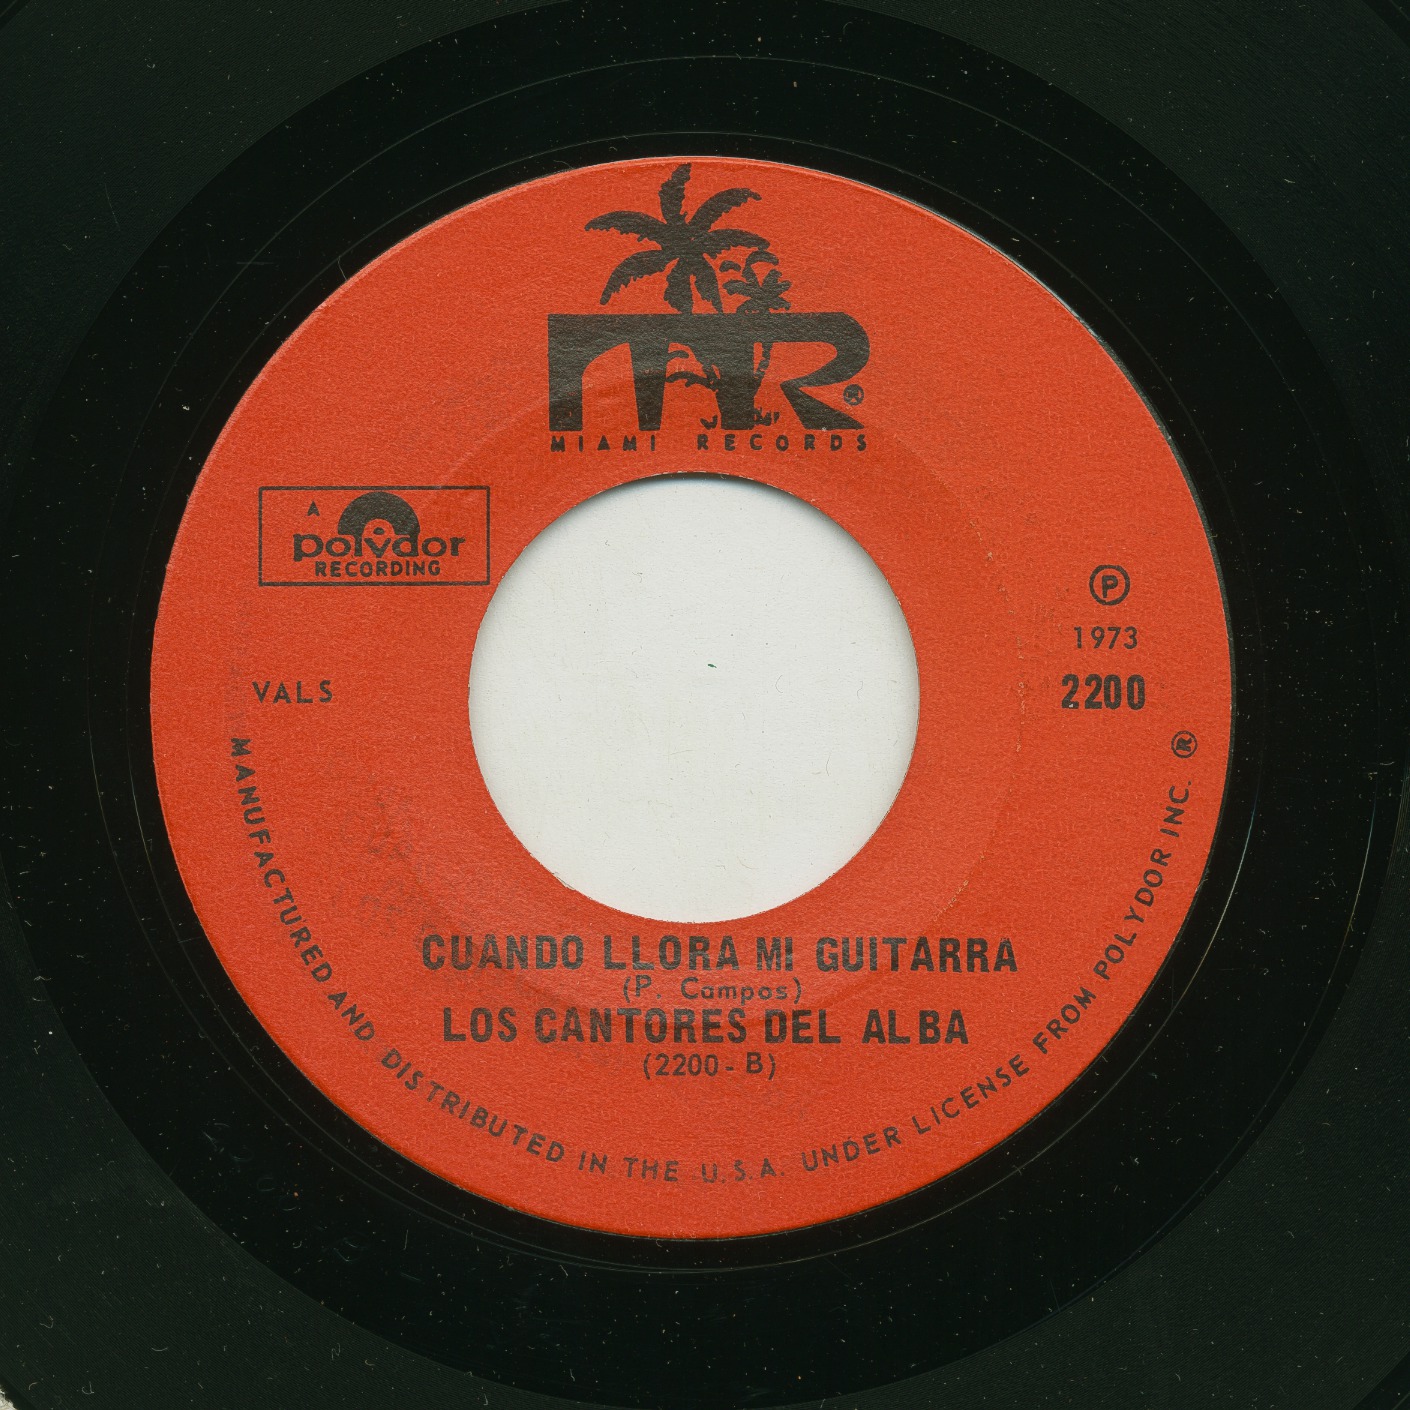 MR ®
MIAMI RECORDS
A
polydor
RECORDING
Ⓟ
1973
VALS
2200
CUANDO LLORA MI GUITARRA
(P. Campos)
LOS CANTORES DEL ALBA
(2200 - B)
MANUFACTURED AND DISTRIBUTED IN THE U.S.A. UNDER LICENSE FROM POLYDOR INC. ®